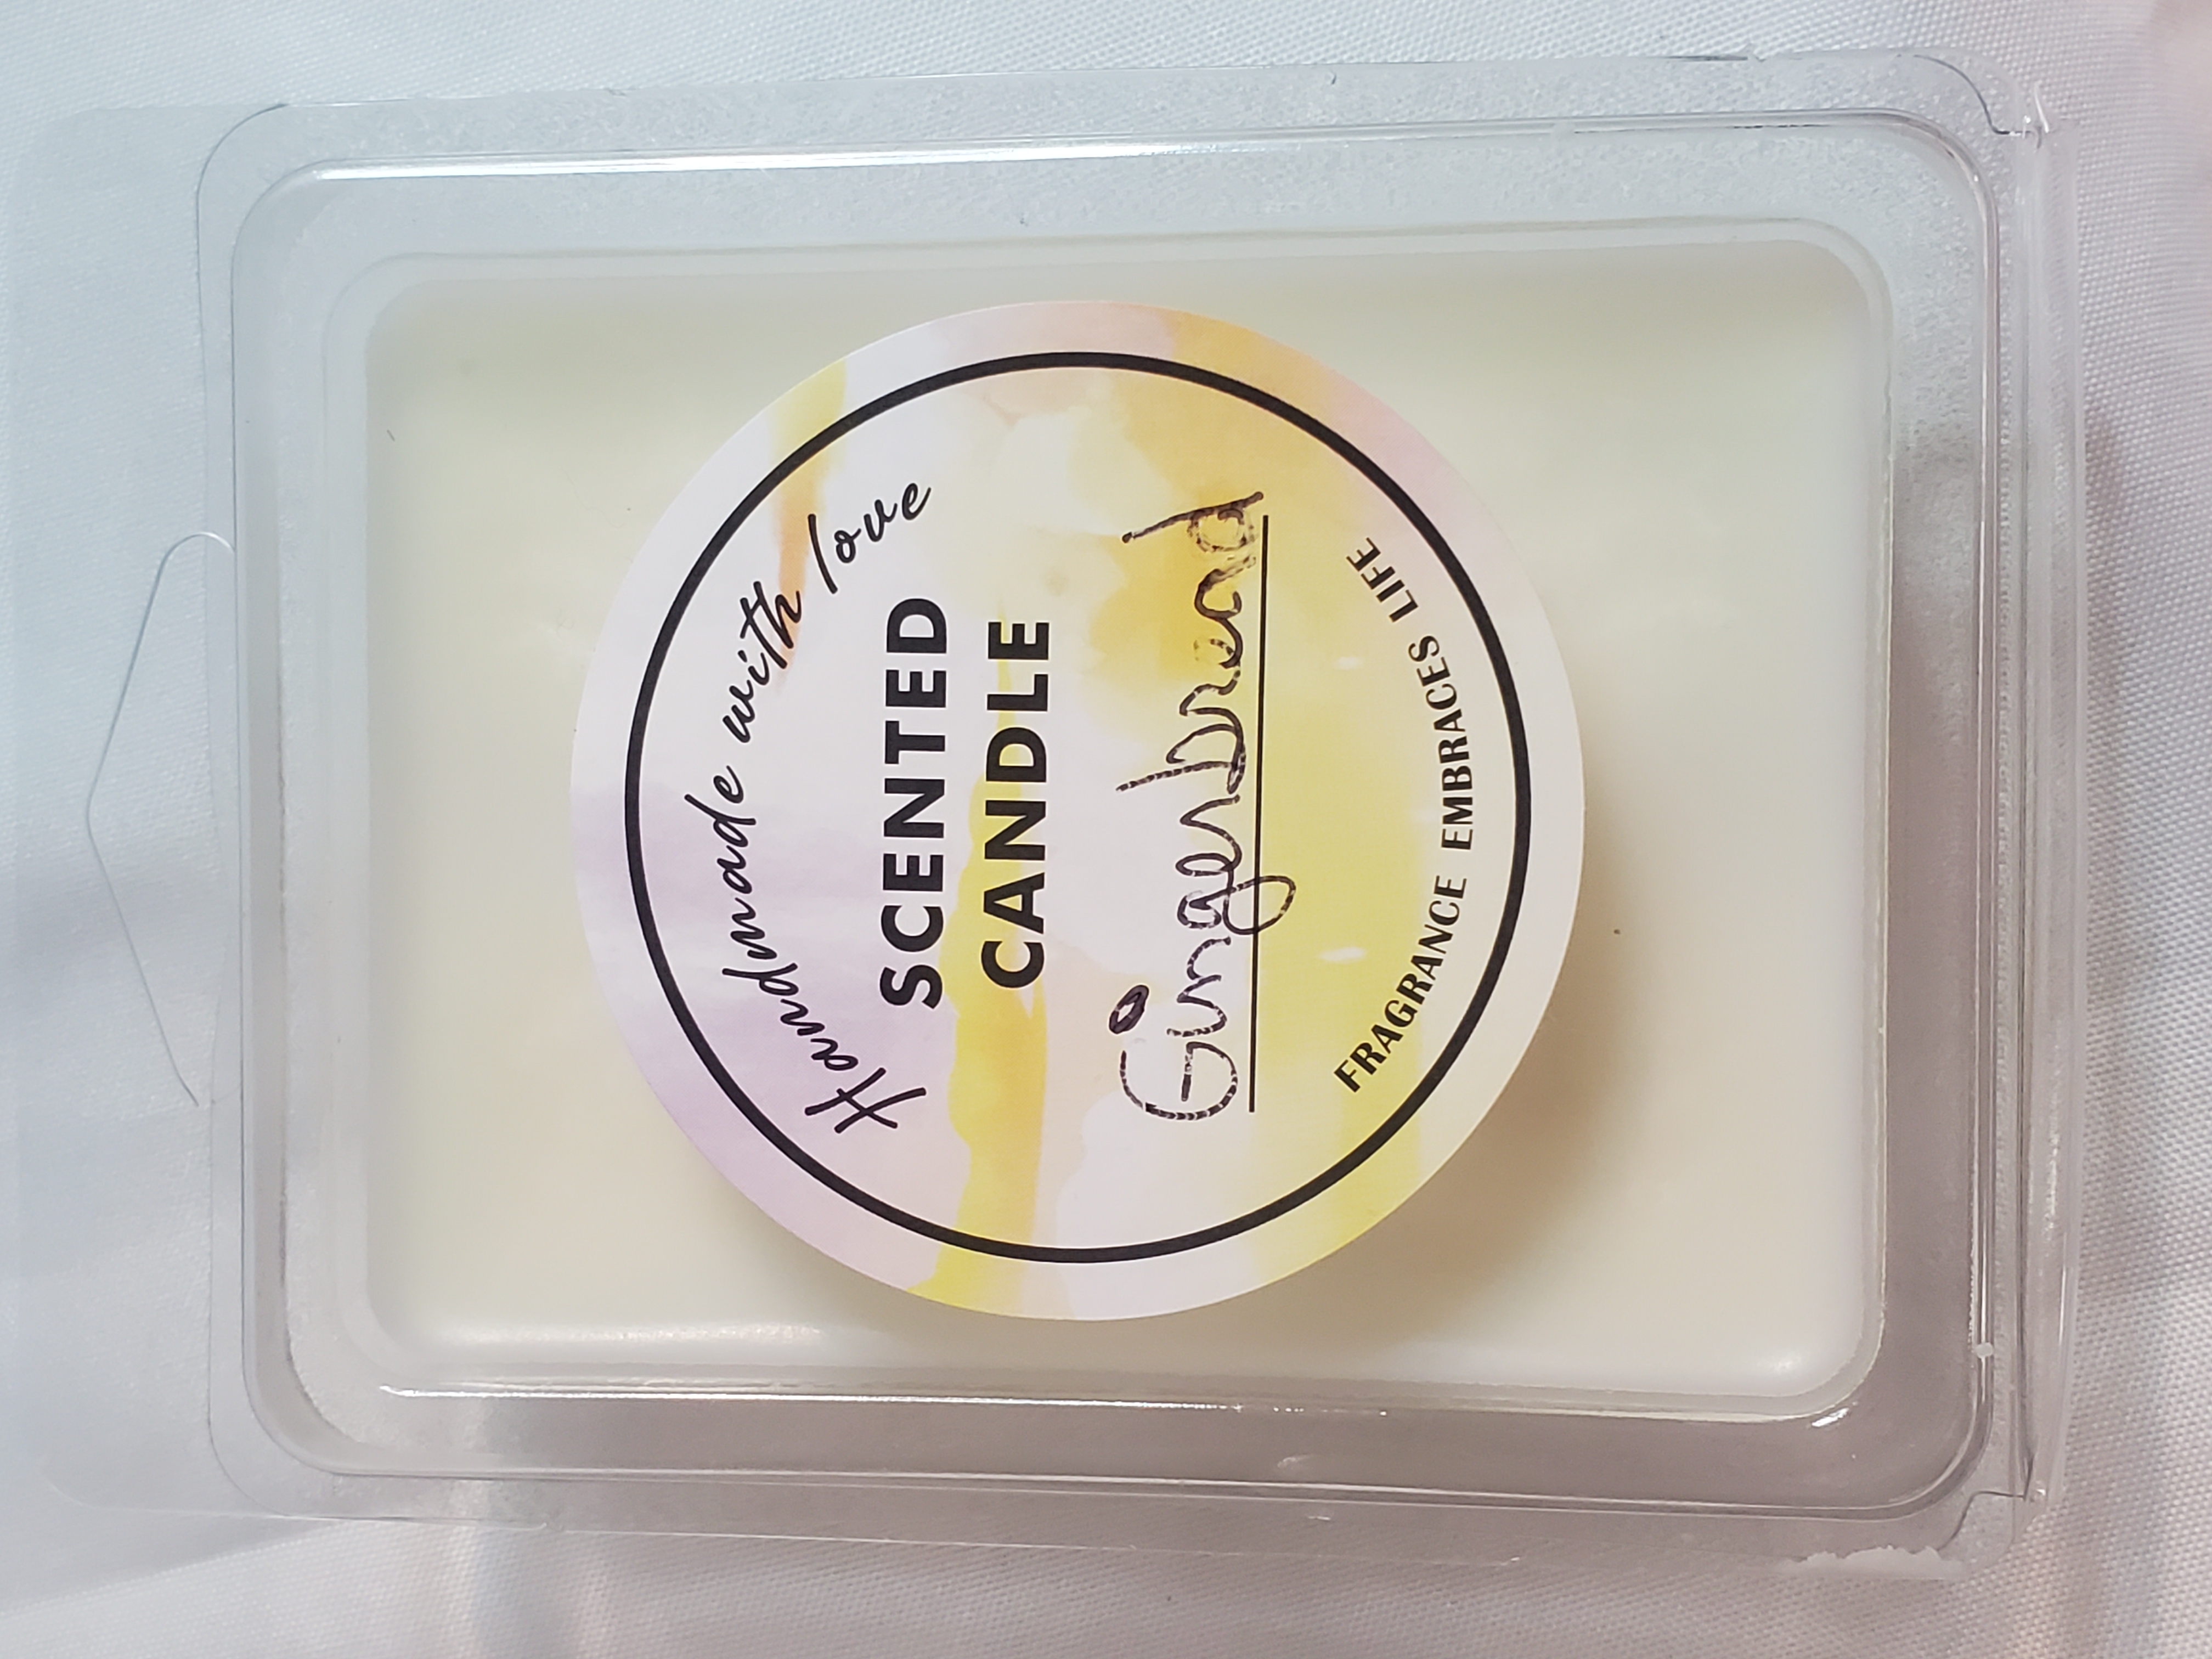 Handmade with love
SCENTED
CANDLE
Gingerbread
FRAGRANCE EMBRACES LIFE